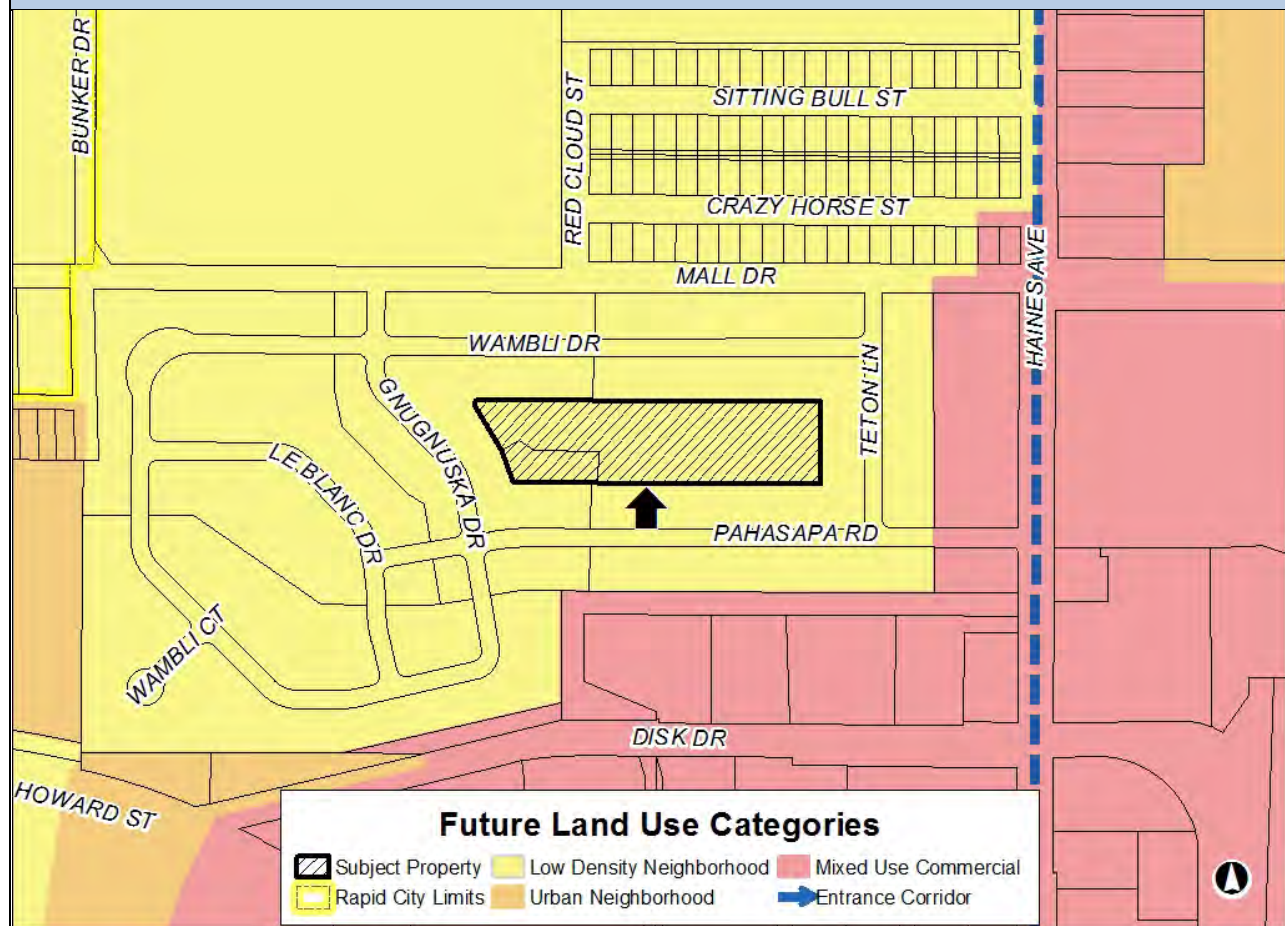 BUNKER DR
SITTING BULL ST
RED CLOUD ST
CRAZY HORSE ST
HAINES AVE
MALL DR
WAMBLI DR
TETON LN
GNUGNUSKA DR
LE BLANC DR
PAHASAPA RD
WAMBLI CT
DISK DR
HOWARD ST
Future Land Use Categories
Subject Property
Low Density Neighborhood
Mixed Use Commercial
Rapid City Limits
Urban Neighborhood
Entrance Corridor